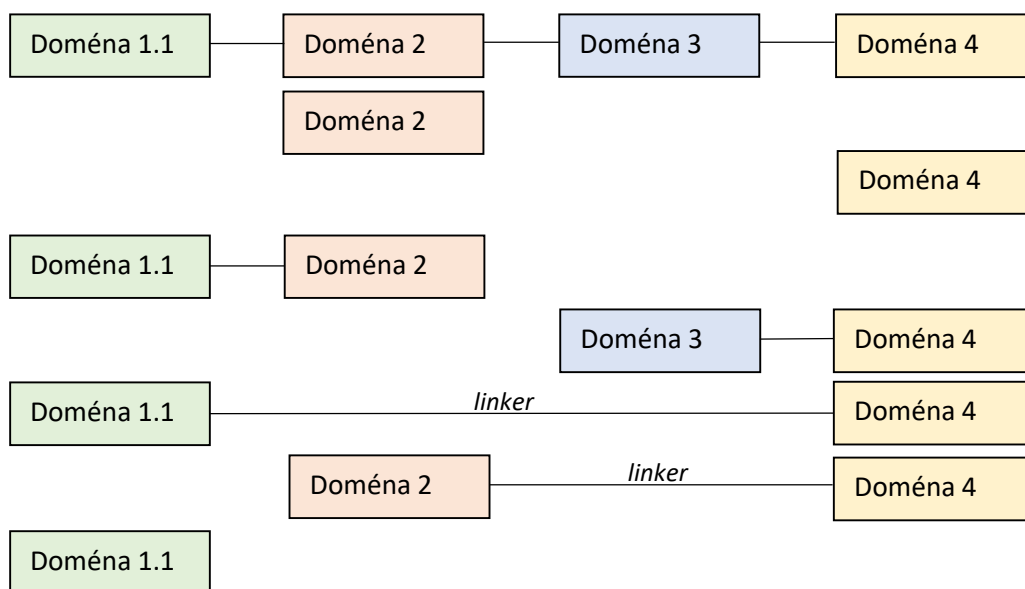 Doména 1.1 Doména 2 Doména 3 Doména 4
Doména 2
Doména 4
Doména 1.1 Doména 2
Doména 3 Doména 4
Doména 1.1 linker Doména 4
Doména 2 linker Doména 4
Doména 1.1